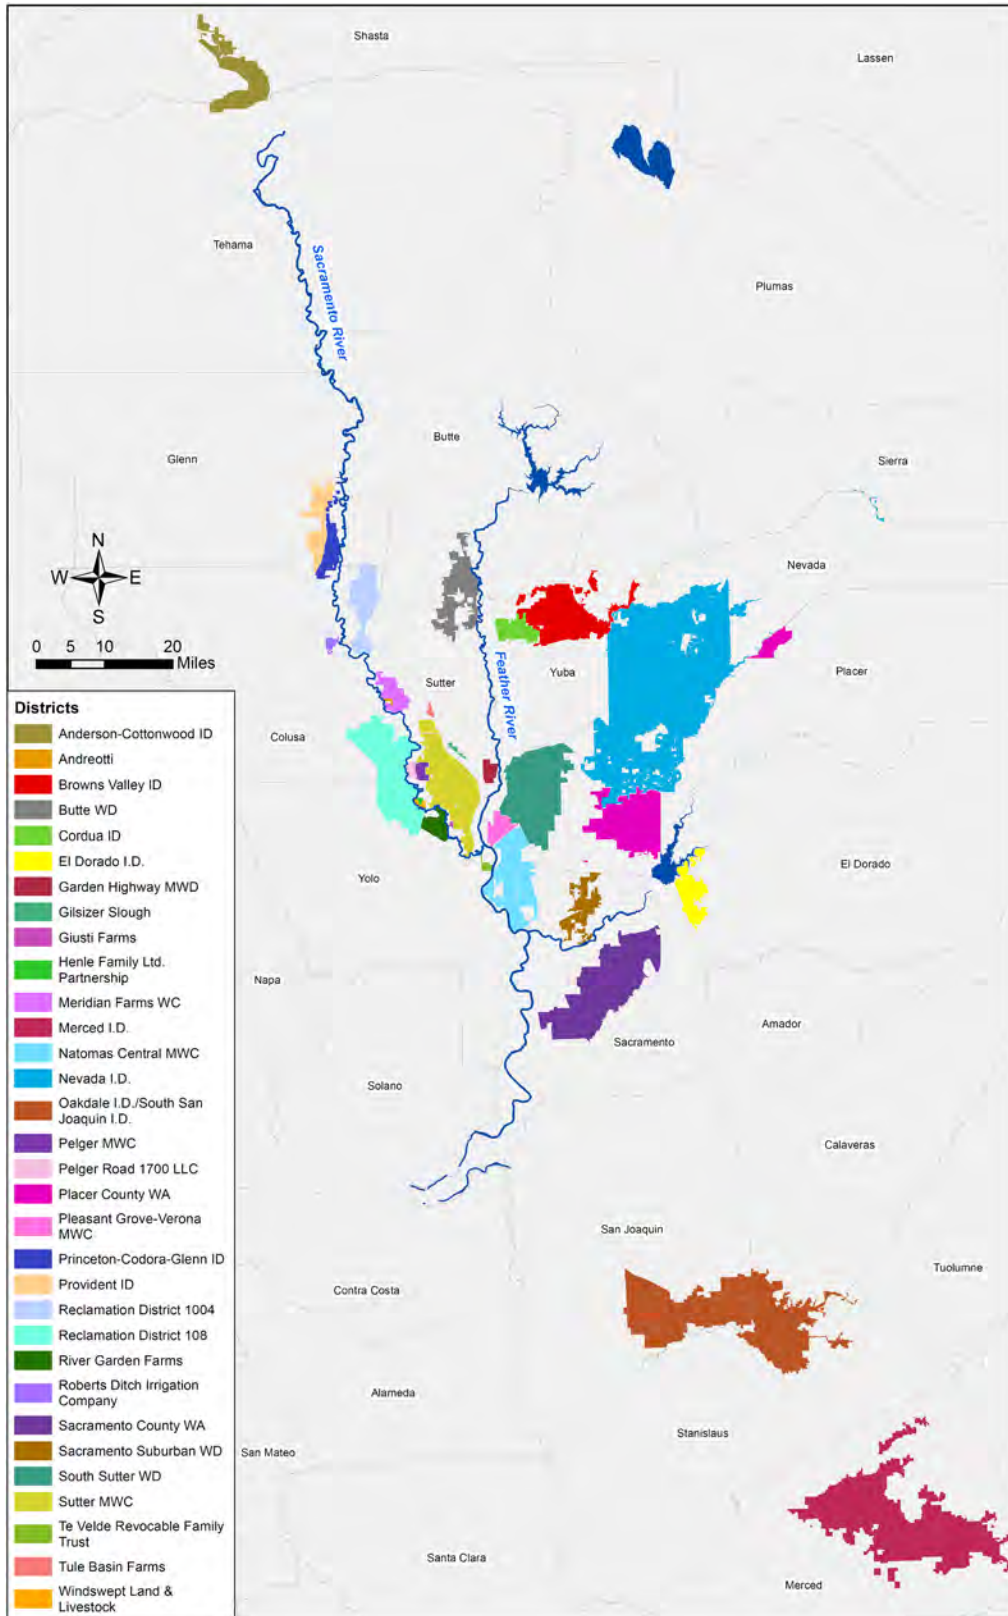 Shasta
Lassen
Tehama
Sacramento River
Plumas
Butte
Glenn
Sierra
N
W E
S
Nevada
0 10 20
Miles
Feather River
Yuba
Placer
Sutter
Colusa
El Dorado
Yolo
Napa
Amador
Sacramento
Solano
Calaveras
San Joaquin
Tuolumne
Contra Costa
Alameda
Stanislaus
San Mateo
Santa Clara
Merced
Districts
Anderson-Cottonwood ID
Andreotti
Browns Valley ID
Butte WD
Cordua ID
El Dorado I.D.
Garden Highway MWD
Gilsizer Slough
Giusti Farms
Henle Family Ltd.
Partnership
Meridian Farms WC
Merced I.D.
Natomas Central MWC
Nevada I.D.
Oakdale I.D./South San
Joaquin I.D.
Pelger MWC
Pelger Road 1700 LLC
Placer County WA
Pleasant Grove-Verona
MWC
Princeton-Codora-Glenn ID
Provident ID
Reclamation District 1004
Reclamation District 108
River Garden Farms
Roberts Ditch Irrigation
Company
Sacramento County WA
Sacramento Suburban WD
South Sutter WD
Sutter MWC
Te Velde Revocable Family
Trust
Tule Basin Farms
Windswept Land &
Livestock